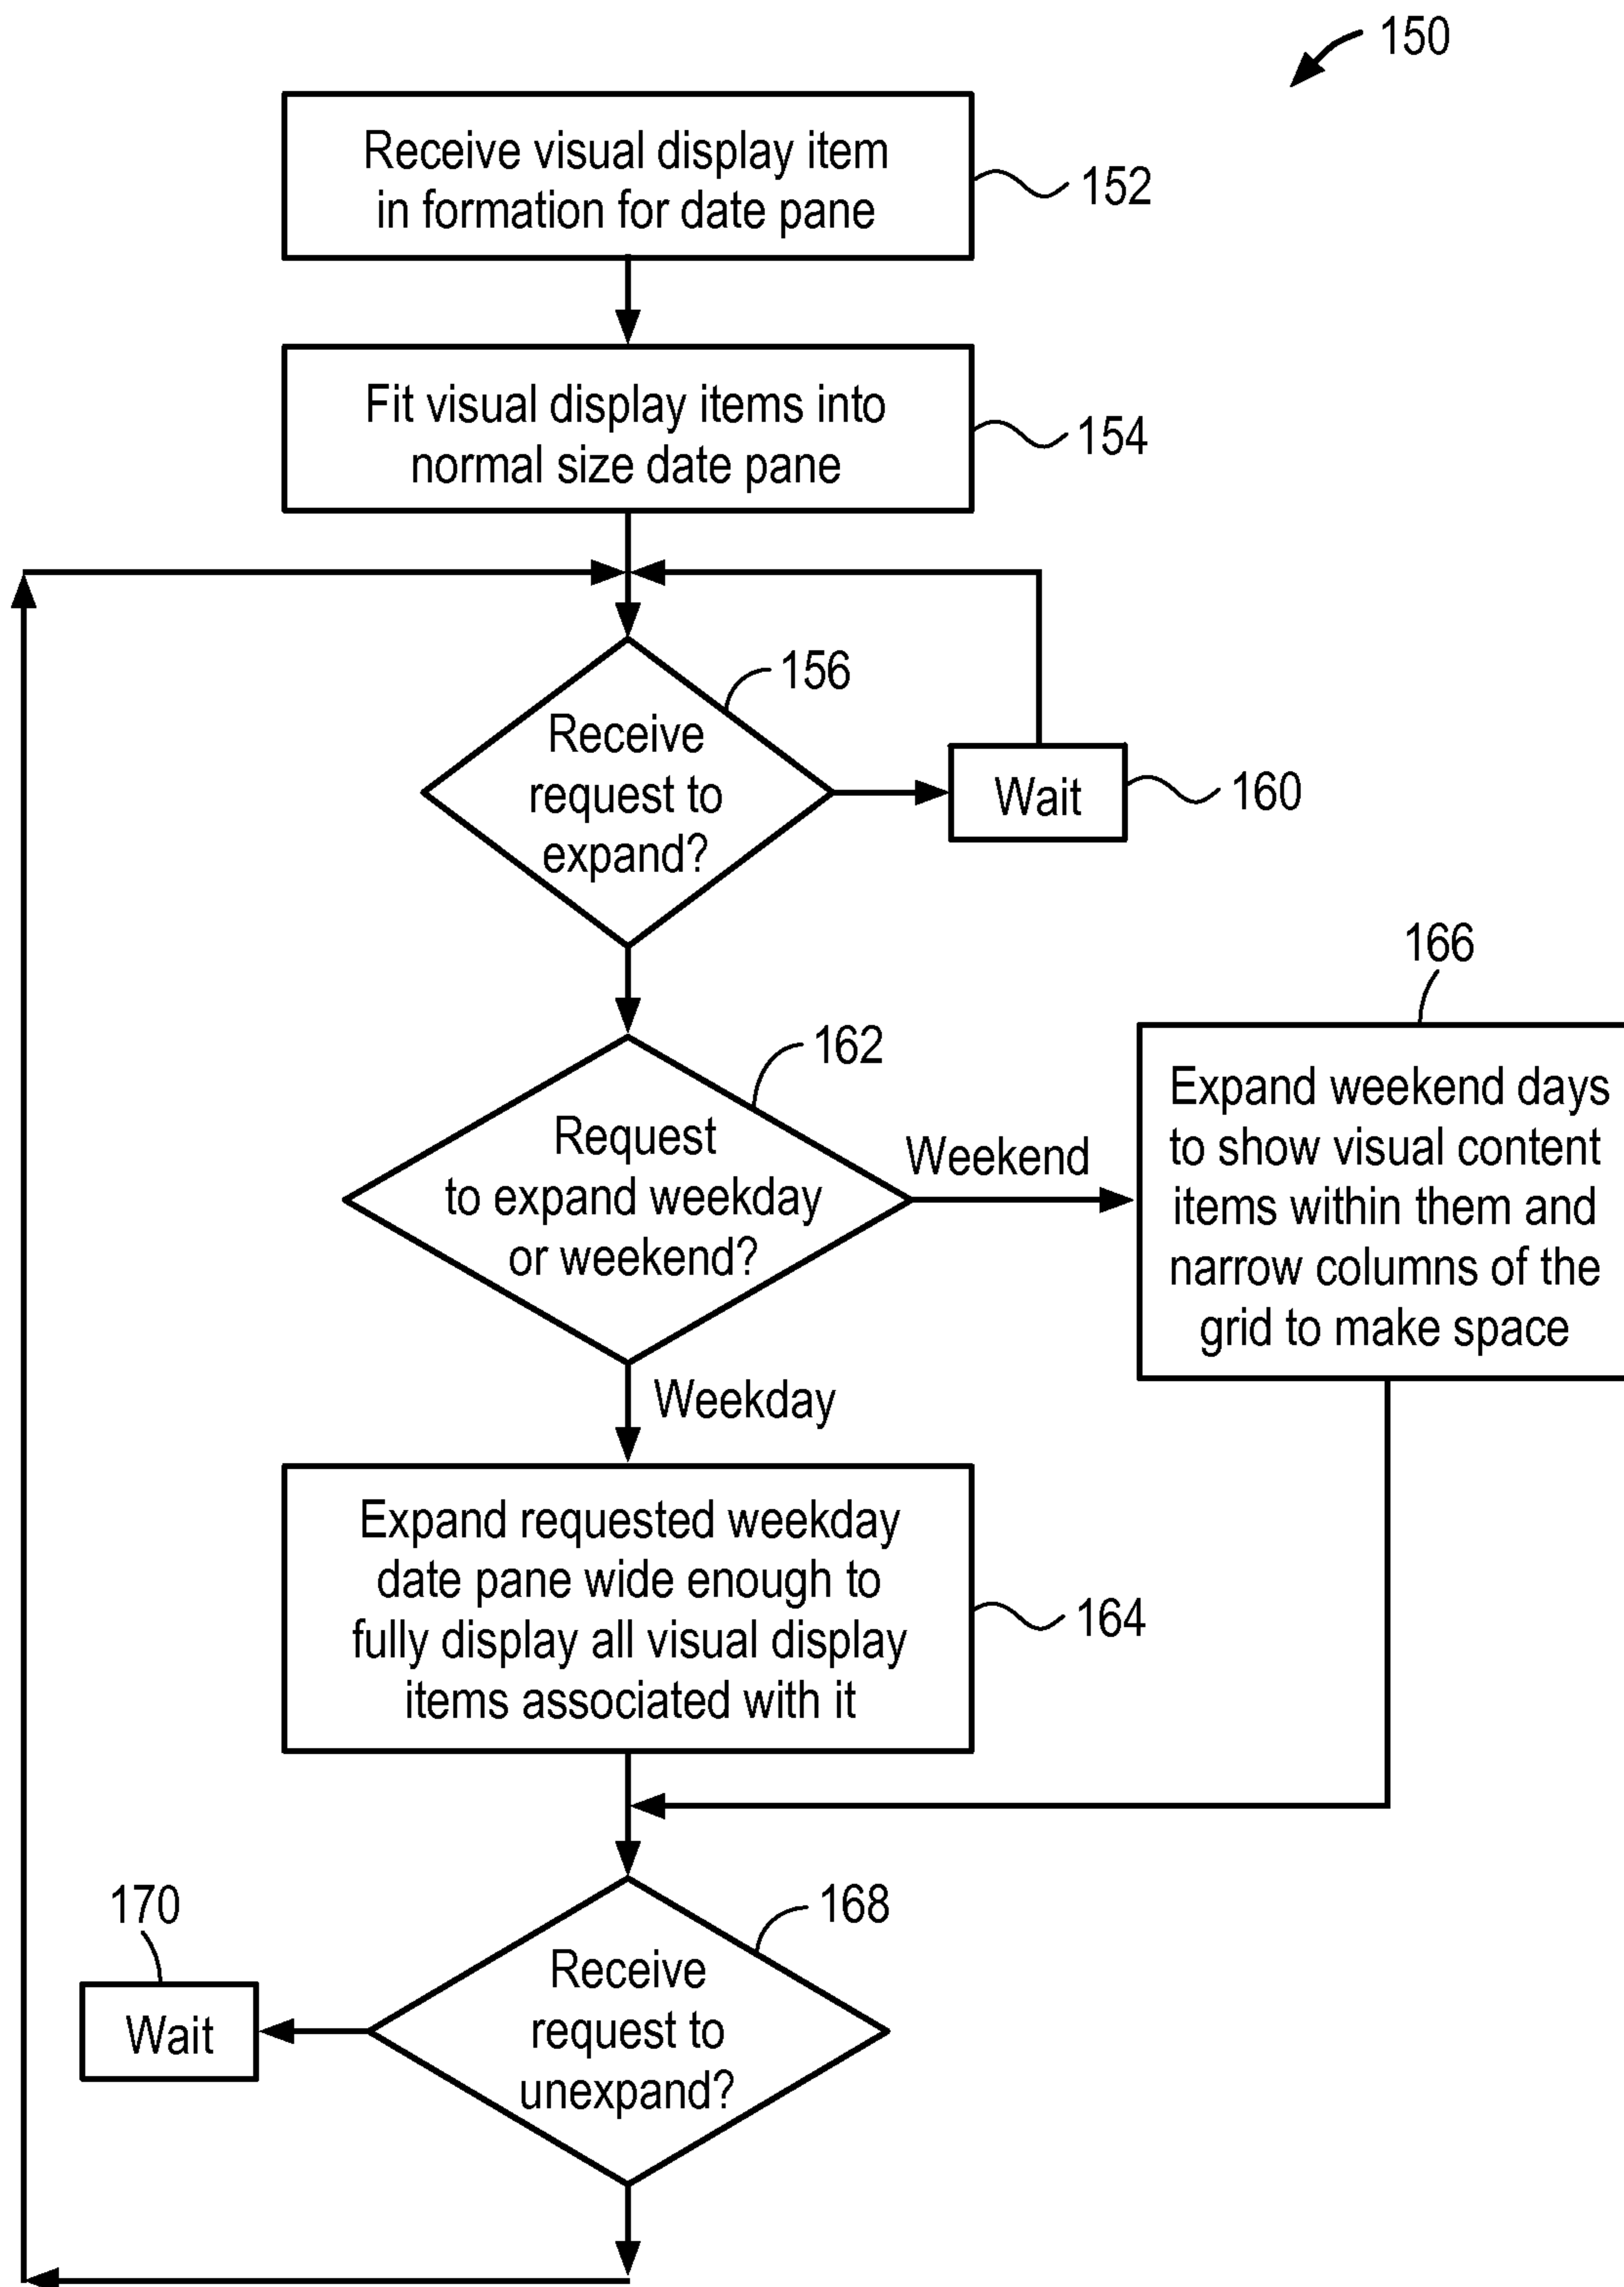 150
Receive visual display item
in formation for date pane
152
Fit visual display items into
normal size date pane
154
156
Receive
request to
expand?
Wait
160
162
Request
to expand weekday
or weekend?
Weekend
166
Expand weekend days
to show visual content
items within them and
narrow columns of the
grid to make space
Weekday
Expand requested weekday
date pane wide enough to
fully display all visual display
items associated with it
164
168
Receive
request to
unexpand?
170
Wait